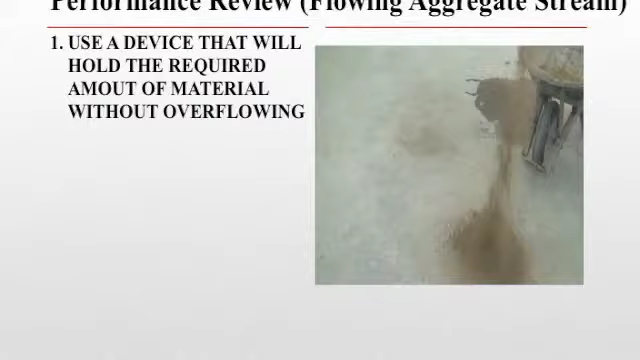 Performance Review (Flowing Aggregate Stream)
1. USE A DEVICE THAT WILL
HOLD THE REQUIRED
AMOUT OF MATERIAL
WITHOUT OVERFLOWING